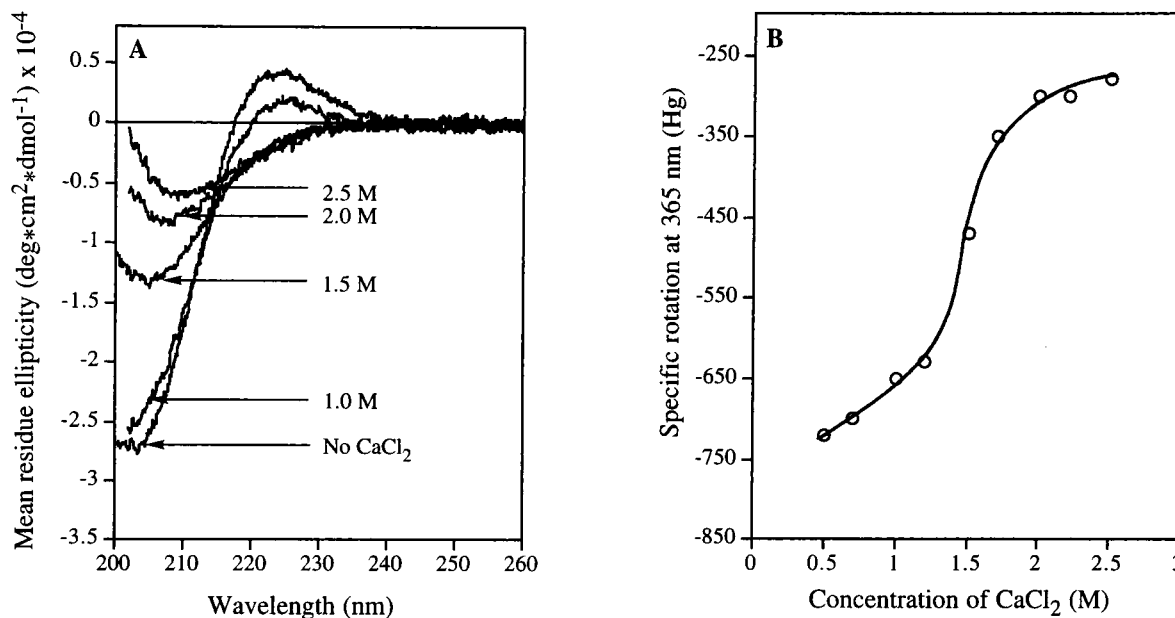 A
Mean residue ellipticity (deg*cm²*dmol⁻¹) x 10⁻⁴
0.5
0
-0.5
-1
-1.5
-2
-2.5
-3
-3.5
2.5 M
2.0 M
1.5 M
1.0 M
No CaCl₂
200 210 220 230 240 250 260
Wavelength (nm)
B
Specific rotation at 365 nm (Hg)
-250
-350
-450
-550
-650
-750
-850
0 0.5 1 1.5 2 2.5 3
Concentration of CaCl₂ (M)